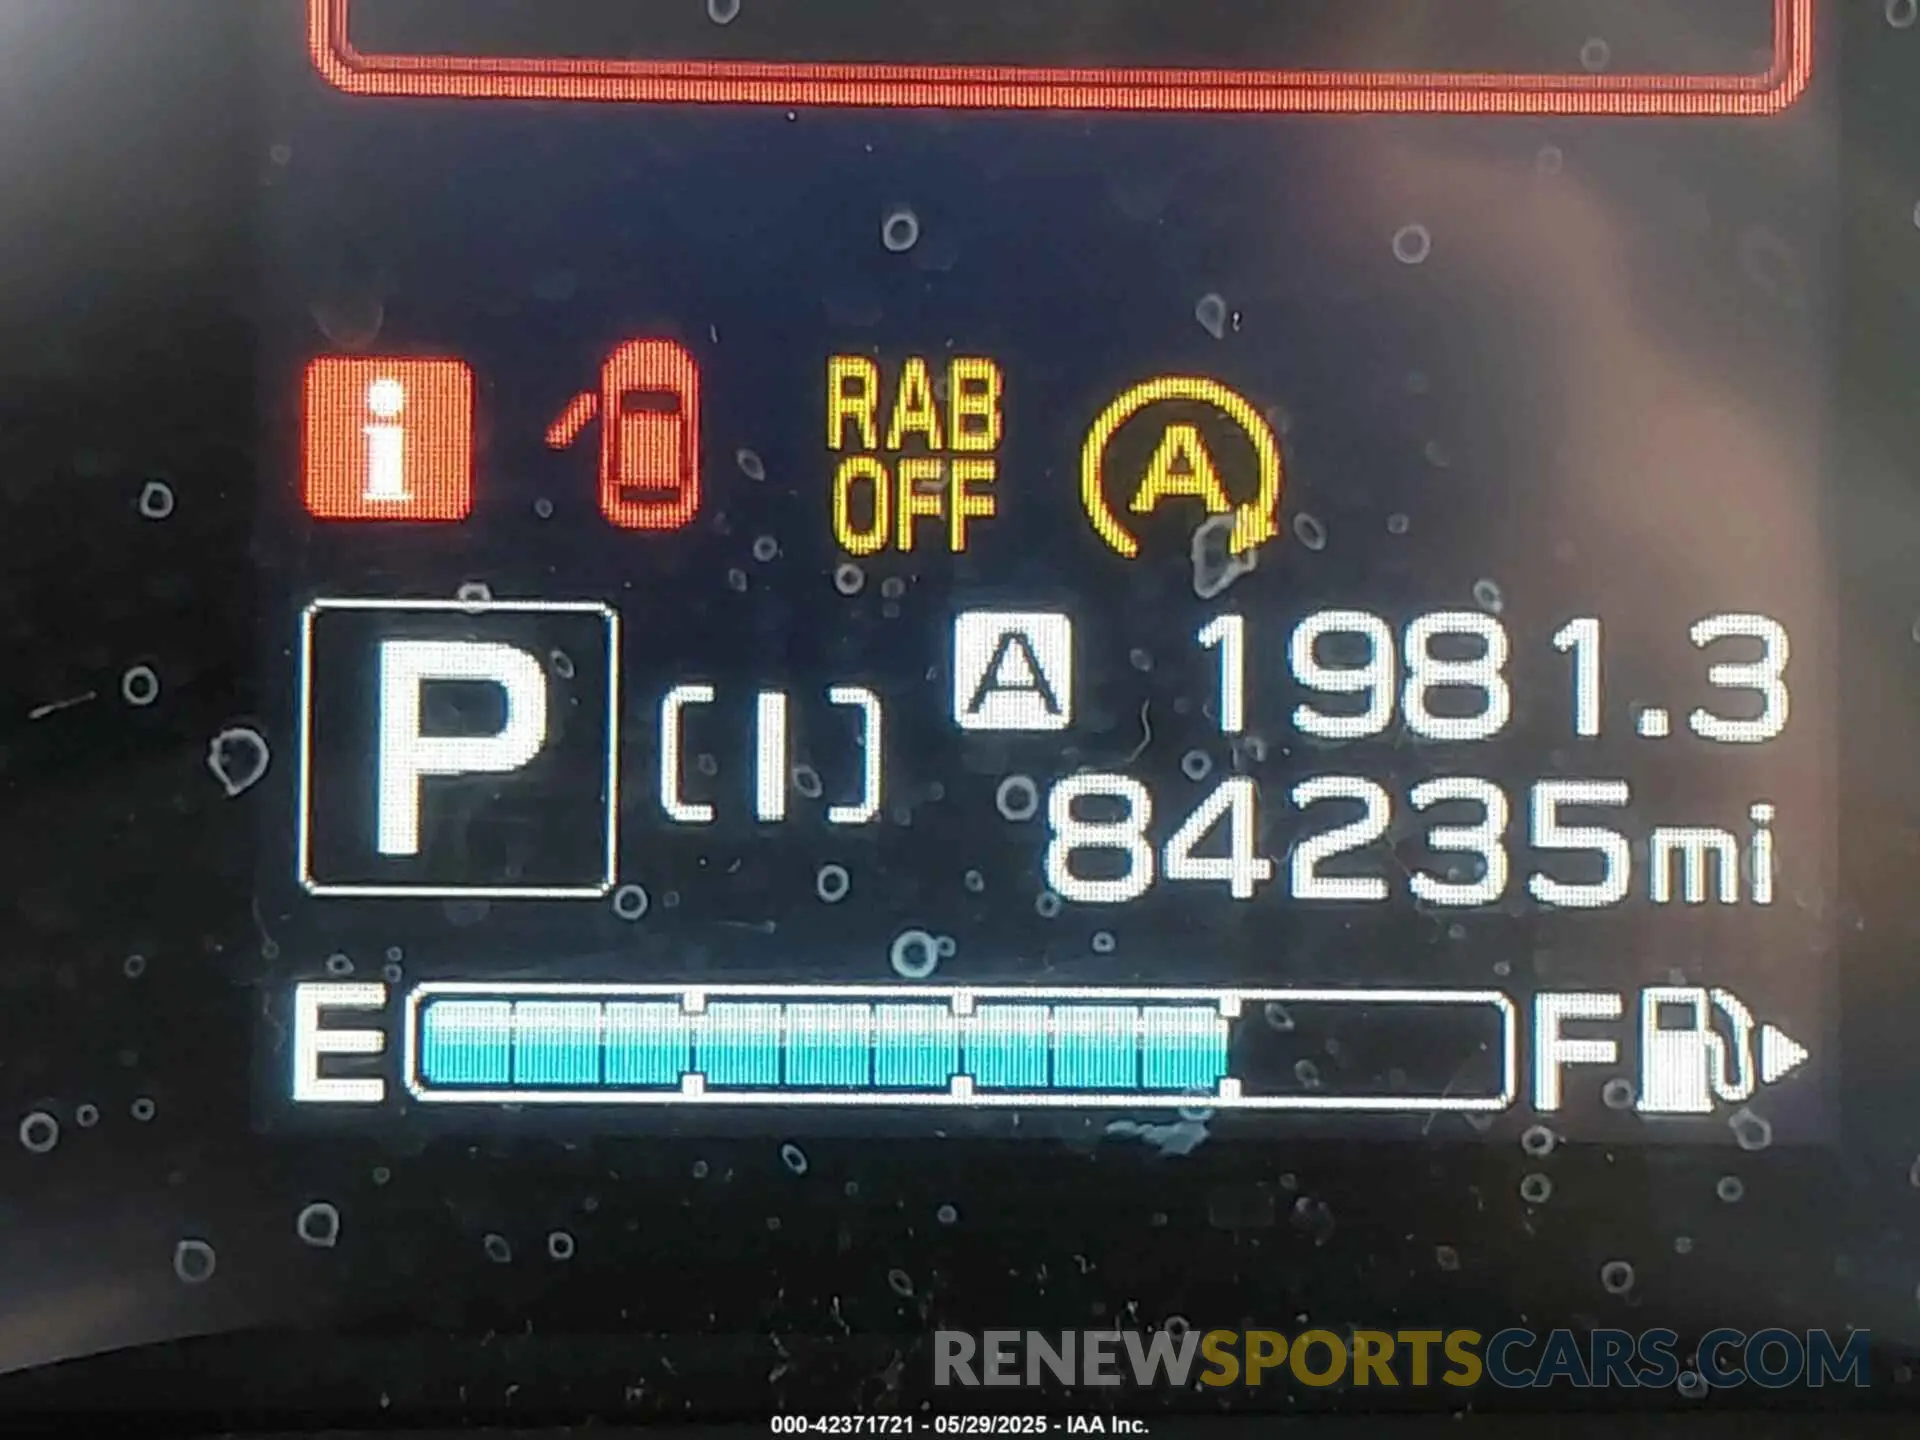 i RAB
OFF A
P [I] A 1981.3
84235mi
E F
RENEWSPORTSCARS.COM
000-42371721 - 05/29/2025 - IAA Inc.